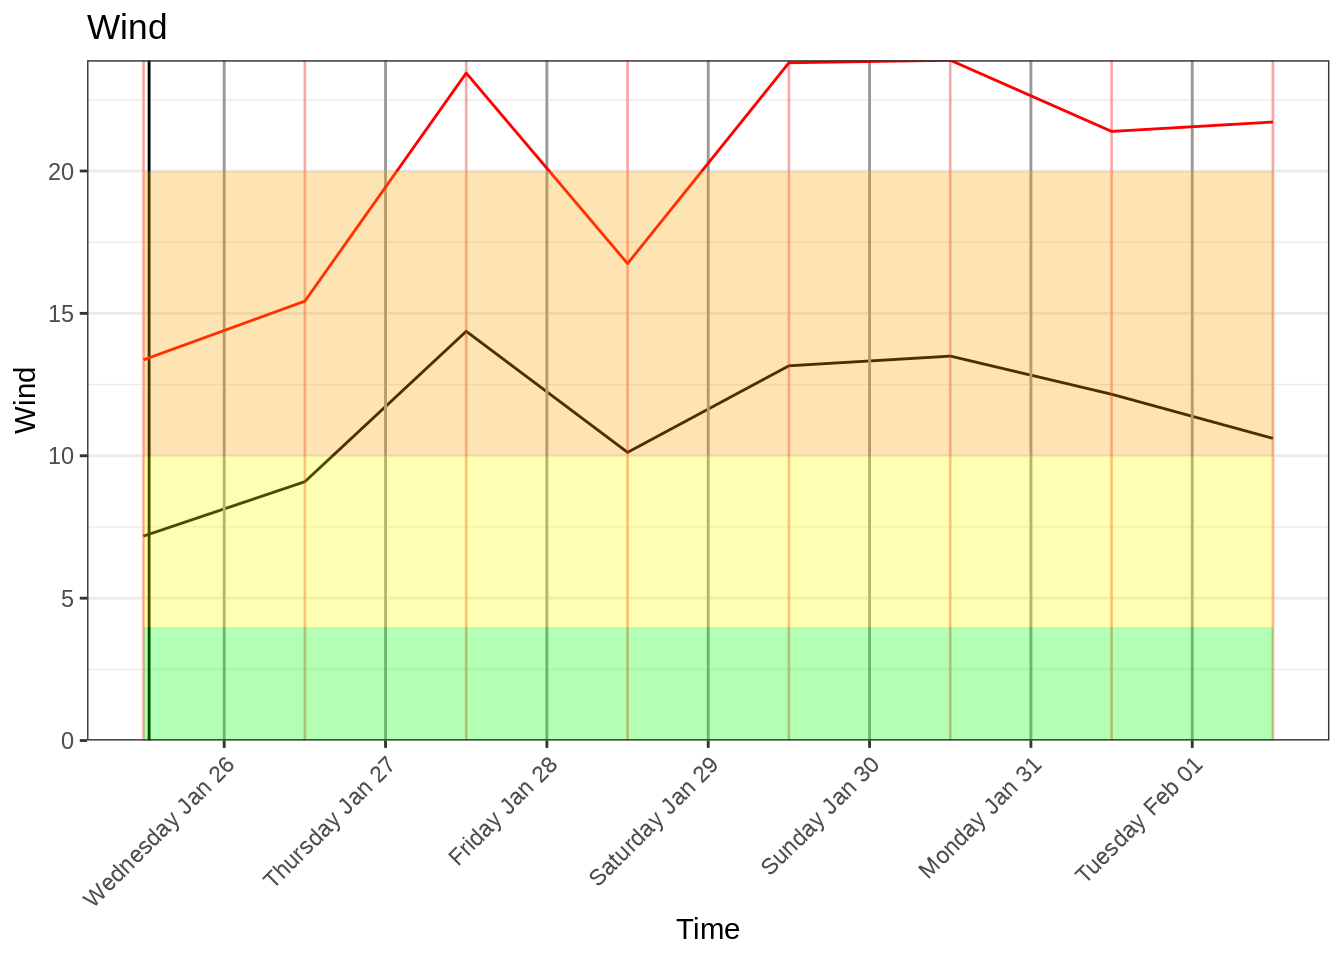 Wind
Wind
20
15
10
5
0
Wednesday Jan 26
Thursday Jan 27
Friday Jan 28
Saturday Jan 29
Sunday Jan 30
Monday Jan 31
Tuesday Feb 01
Time